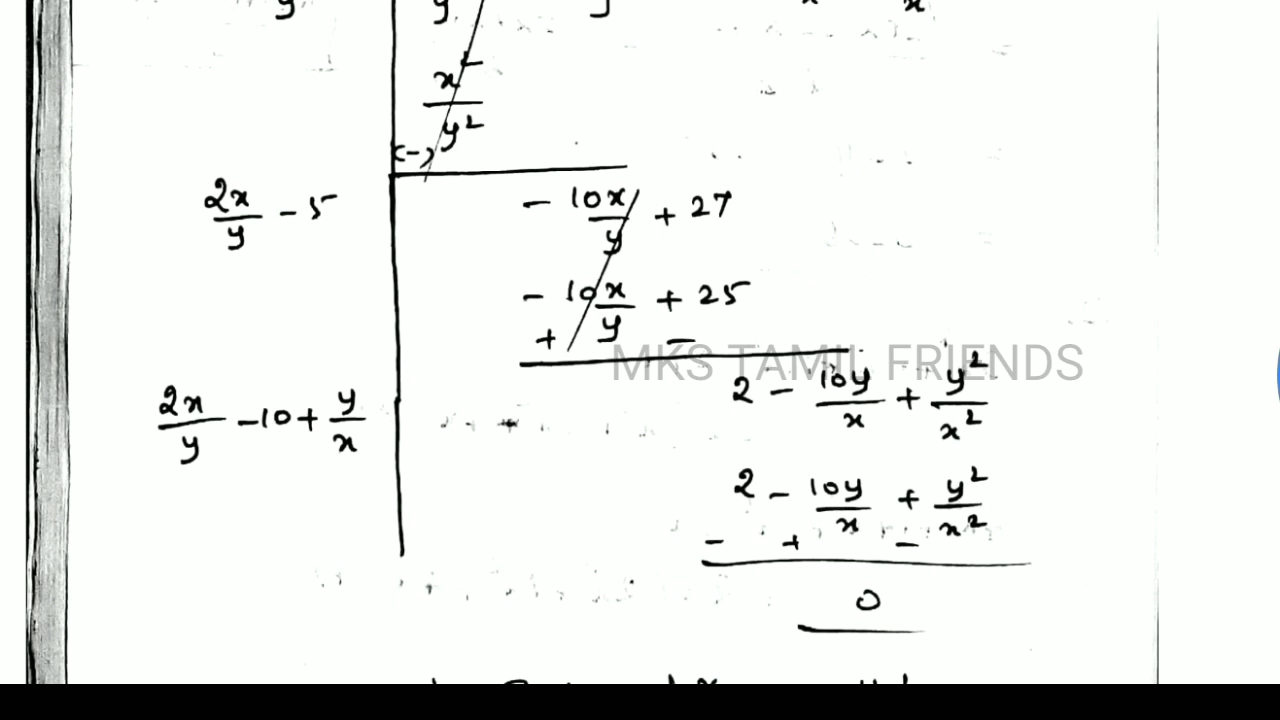 x²
y²
(-)
2x/y - 5
- 10x/y + 27
- 10x/y + 25
+ -
MKS TAMIL FRIENDS
2x/y - 10 + y/x
2 - 10y/x + y²/x²
2 - 10y/x + y²/x²
- + -
0